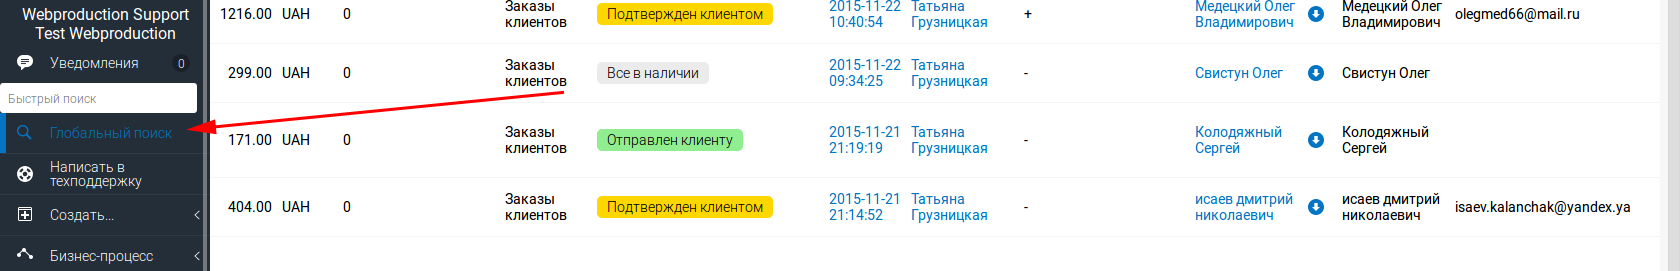 Webproduction Support
Test Webproduction
Уведомления 0
Быстрый поиск
Глобальный поиск
Написать в
техподдержку
Создать...
Бизнес-процесс
1216.00 UAH 0 Заказы клиентов Подтвержден клиентом 2015-11-22 10:40:54 Татьяна Грузницкая + Медецкий Олег Владимирович Медецкий Олег Владимирович olegmed66@mail.ru
299.00 UAH 0 Заказы клиентов Все в наличии 2015-11-22 09:34:25 Татьяна Грузницкая - Свистун Олег Свистун Олег
171.00 UAH 0 Заказы клиентов Отправлен клиенту 2015-11-21 21:19:19 Татьяна Грузницкая - Колодяжный Сергей Колодяжный Сергей
404.00 UAH 0 Заказы клиентов Подтвержден клиентом 2015-11-21 21:14:52 Татьяна Грузницкая - исаев дмитрий николаевич исаев дмитрий николаевич isaev.kalanchak@yandex.ya